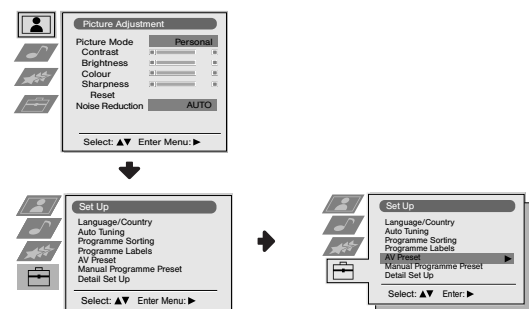 Picture Adjustment
Picture Mode Personal
Contrast
Brightness
Colour
Sharpness
Reset
Noise Reduction AUTO
Select: ▲▼ Enter Menu: ▶
Set Up
Language/Country
Auto Tuning
Programme Sorting
Programme Labels
AV Preset
Manual Programme Preset
Detail Set Up
Select: ▲▼ Enter Menu: ▶
Set Up
Language/Country
Auto Tuning
Programme Sorting
Programme Labels
AV Preset ▶
Manual Programme Preset
Detail Set Up
Select: ▲▼ Enter: ▶